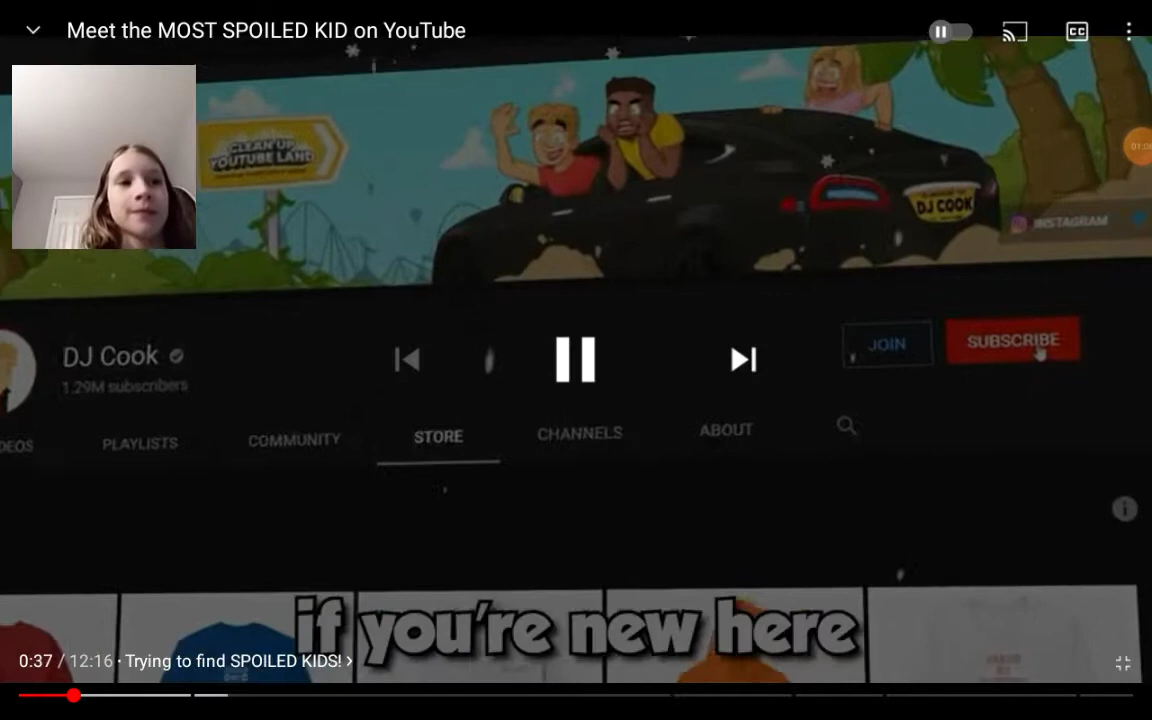 Meet the MOST SPOILED KID on YouTube
CC
CLEAN UP
YOUTUBE LAND
DJ COOK
INSTAGRAM
DJ Cook
1.29M subscribers
JOIN
SUBSCRIBE
DEOS
PLAYLISTS
COMMUNITY
STORE
CHANNELS
ABOUT
if you're new here
0:37 / 12:16 · Trying to find SPOILED KIDS! >